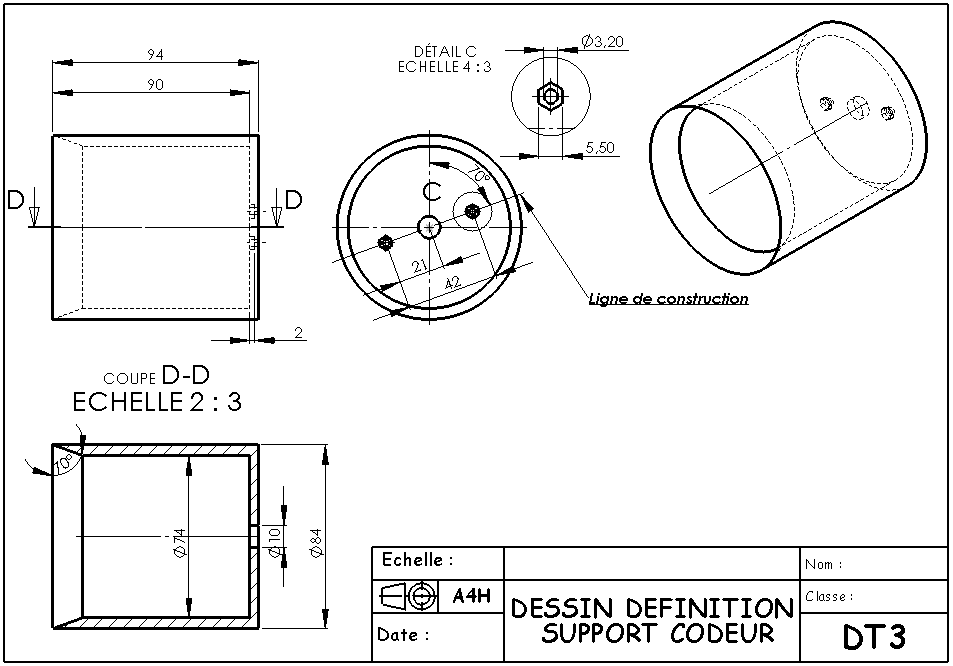 94
90
D
D
2
DÉTAIL C
ECHELLE 4 : 3
Ø3,20
5,50
70°
C
21
42
Ligne de construction
COUPE D-D
ECHELLE 2 : 3
70°
Ø74
Ø10
Ø84
Echelle :
A4H
Date :
DESSIN DEFINITION
SUPPORT CODEUR
Nom :
Classe :
DT3